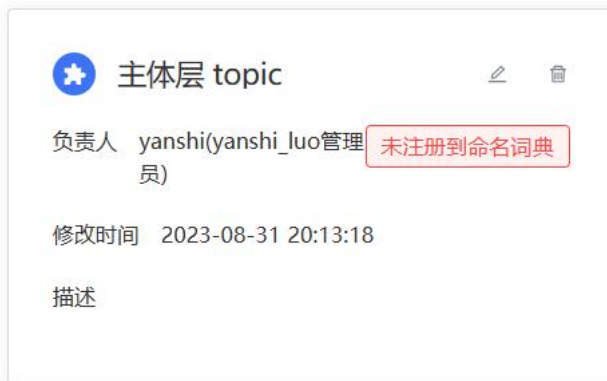 主体层 topic
负责人 yanshi(yanshi_luo管理 未注册到命名词典
员)
修改时间 2023-08-31 20:13:18
描述